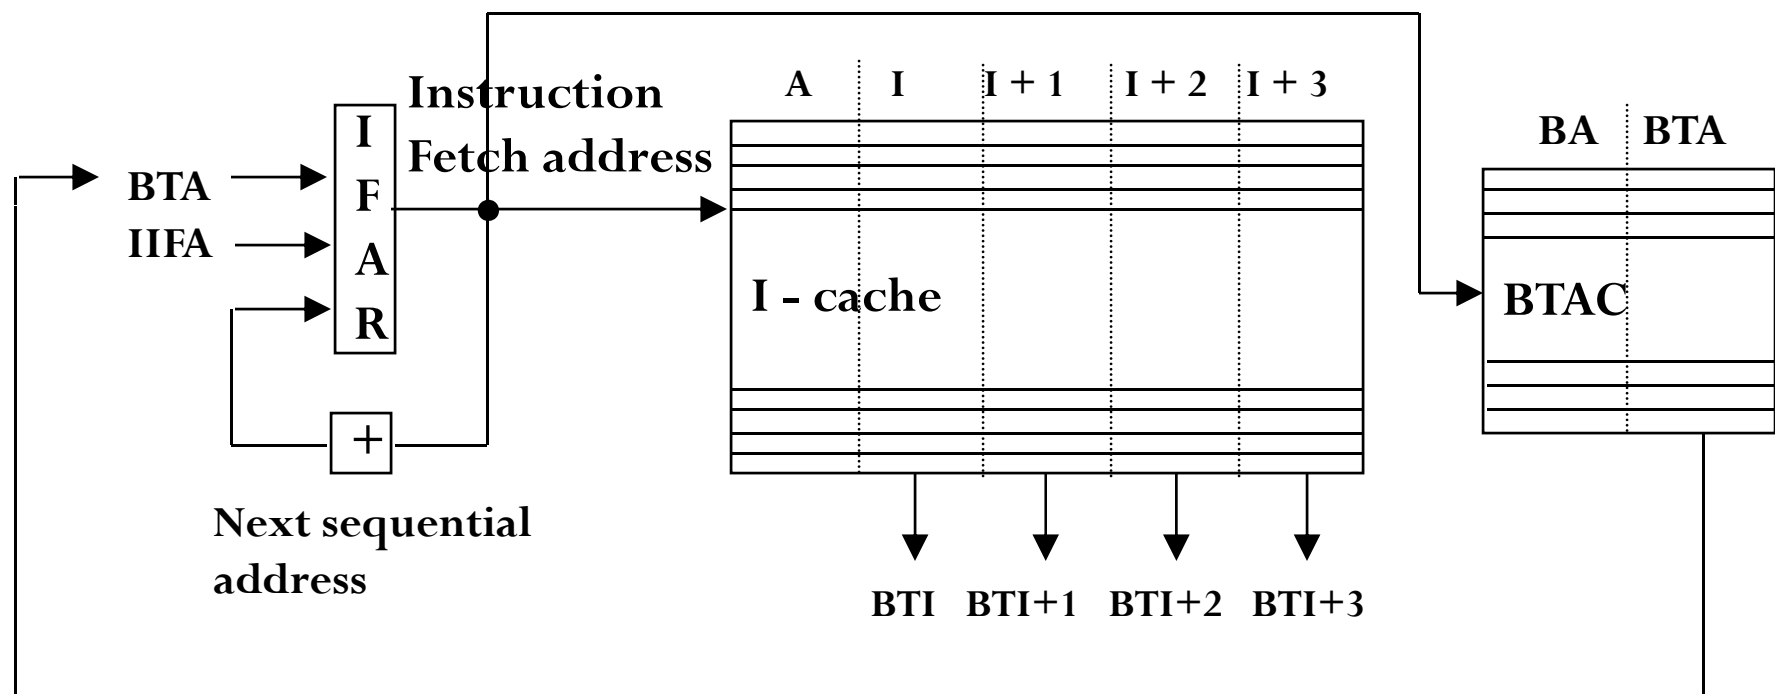 A I I + 1 I + 2 I + 3
Instruction
Fetch address
BA BTA
I
F
A
R
BTA
IIFA
I - cache
BTAC
+
Next sequential
address
BTI BTI+1 BTI+2 BTI+3